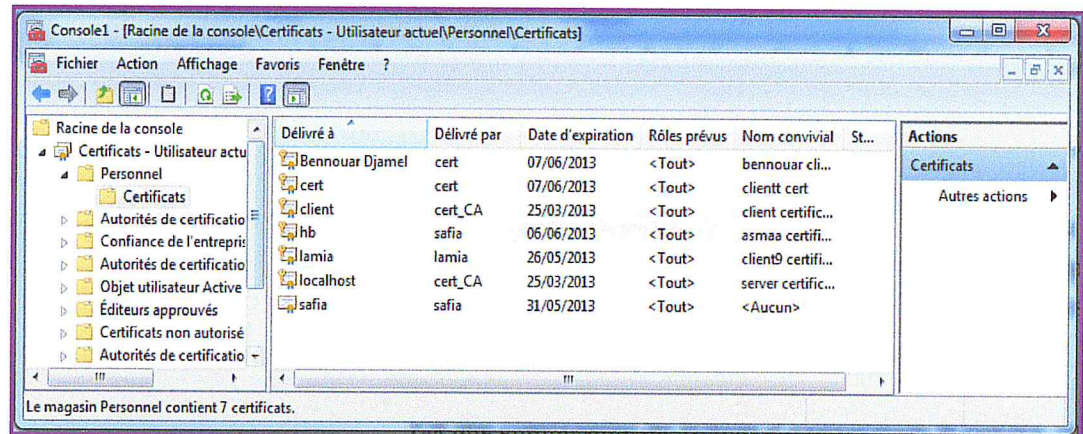 Console1 - [Racine de la console\Certificats - Utilisateur actuel\Personnel\Certificats]
Fichier Action Affichage Favoris Fenêtre ?
Racine de la console
Certificats - Utilisateur actu
Personnel
Certificats
Autorités de certificatio
Confiance de l'entrepris
Autorités de certificatio
Objet utilisateur Active
Éditeurs approuvés
Certificats non autorisé
Autorités de certificatio
Délivré à Délivré par Date d'expiration Rôles prévus Nom convivial St...
Bennouar Djamel cert 07/06/2013 <Tout> bennouar cli...
cert cert 07/06/2013 <Tout> clientt cert
client cert_CA 25/03/2013 <Tout> client certific...
hb safia 06/06/2013 <Tout> asmaa certifi...
lamia lamia 26/05/2013 <Tout> client9 certifi...
localhost cert_CA 25/03/2013 <Tout> server certific...
safia safia 31/05/2013 <Tout> <Aucun>
Actions
Certificats
Autres actions
Le magasin Personnel contient 7 certificats.